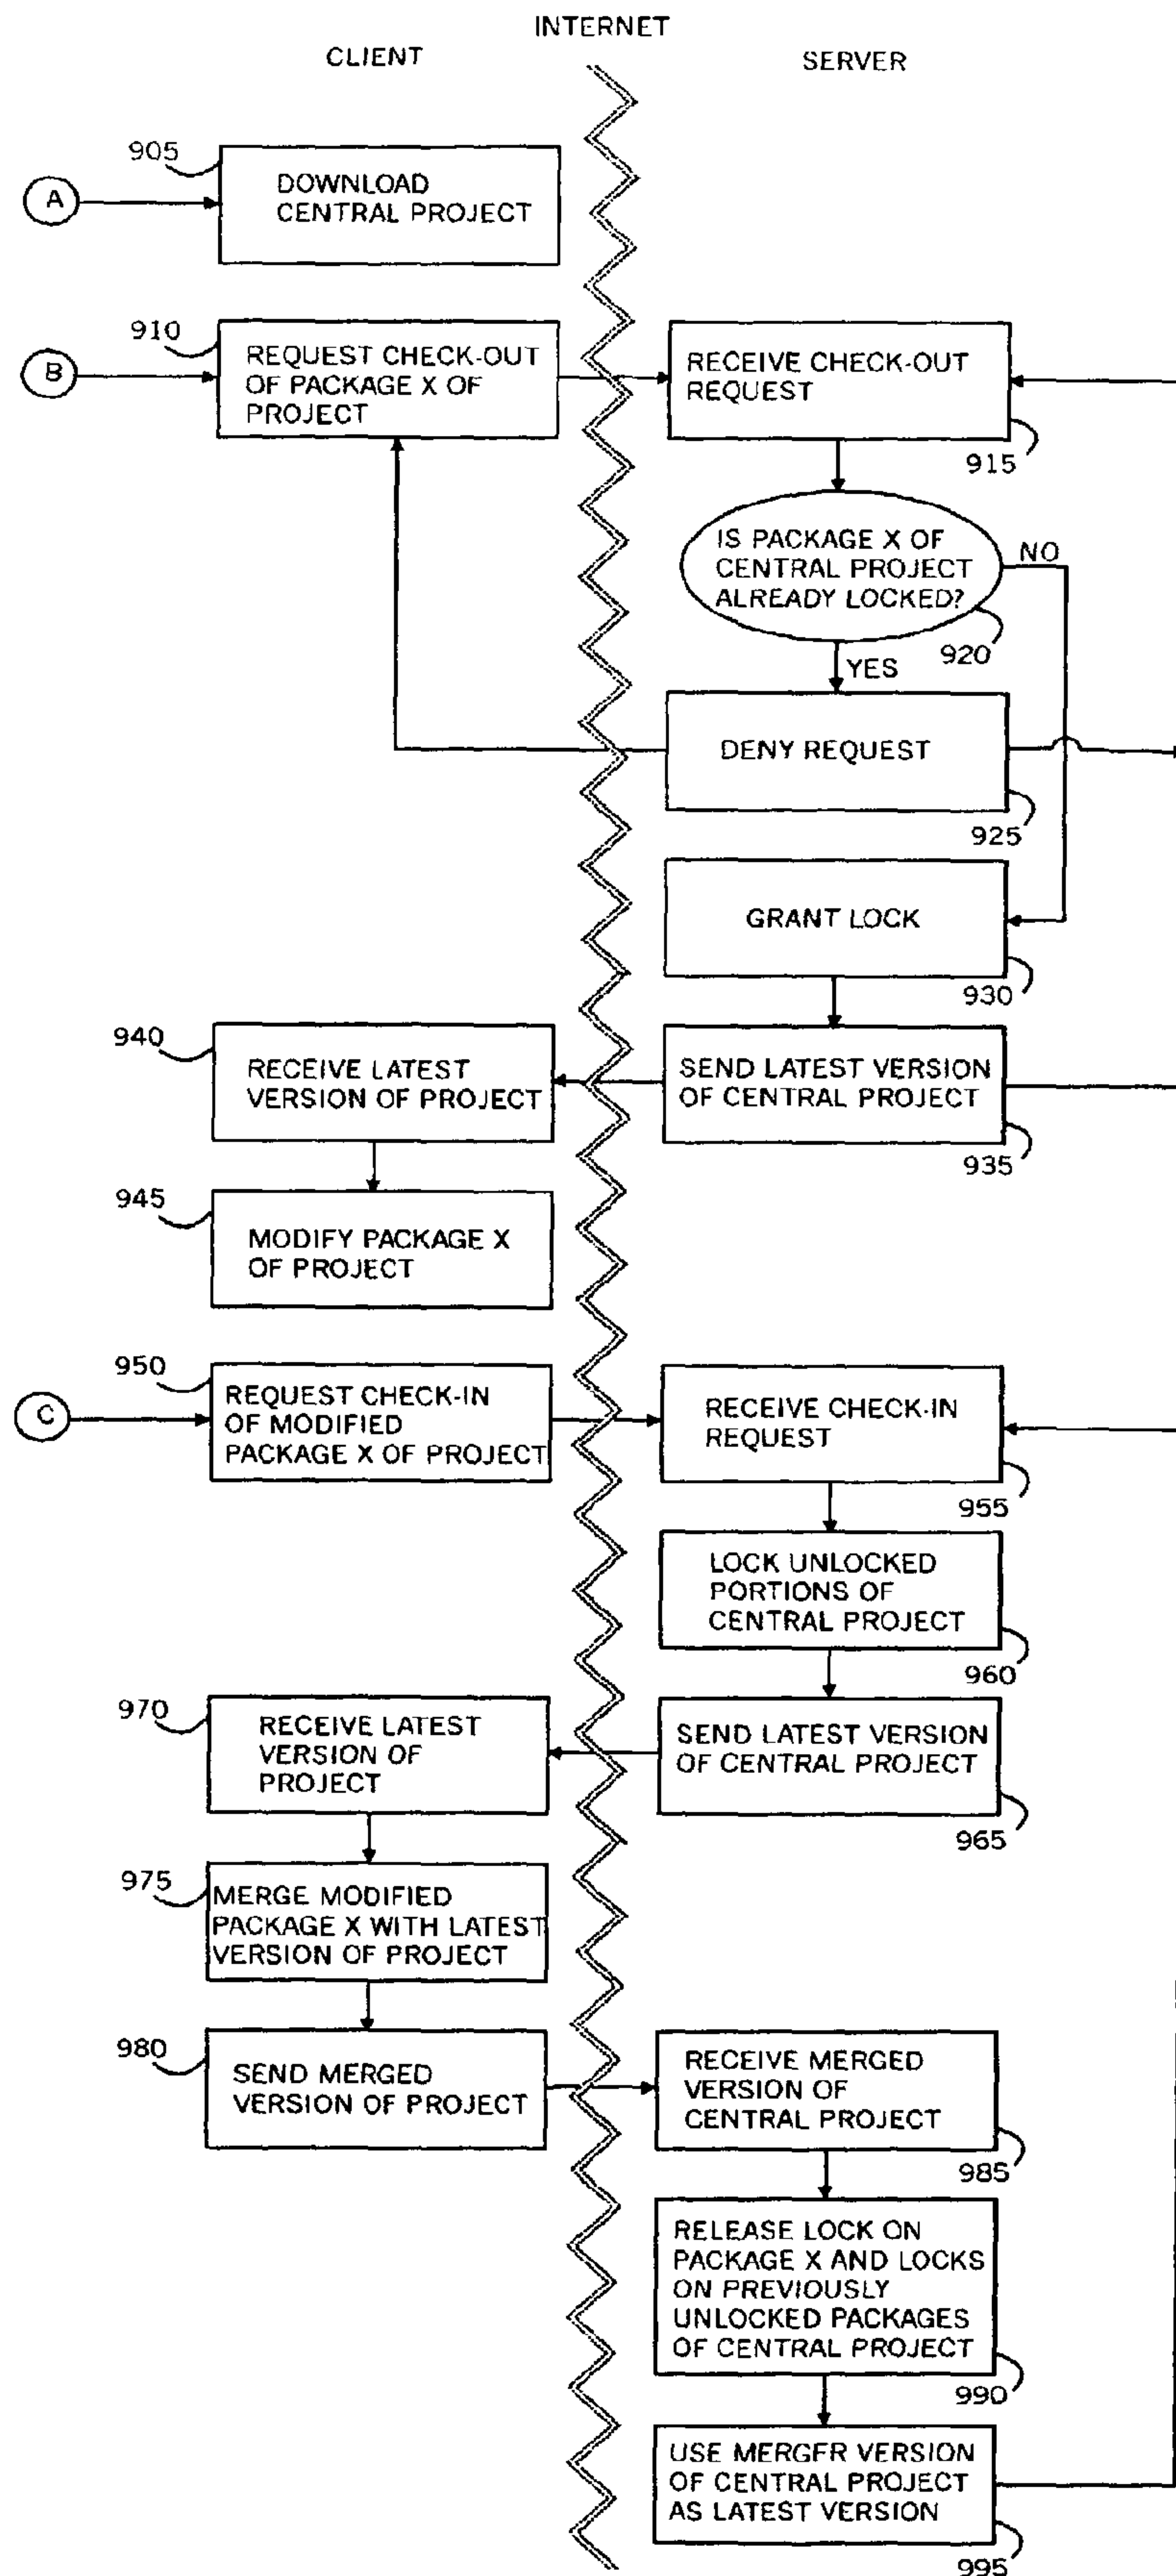 INTERNET
CLIENT
SERVER
905
A
DOWNLOAD
CENTRAL PROJECT
910
B
REQUEST CHECK-OUT
OF PACKAGE X OF
PROJECT
RECEIVE CHECK-OUT
REQUEST
915
IS PACKAGE X OF
CENTRAL PROJECT
ALREADY LOCKED?
NO
920
YES
DENY REQUEST
925
GRANT LOCK
930
940
RECEIVE LATEST
VERSION OF PROJECT
SEND LATEST VERSION
OF CENTRAL PROJECT
935
945
MODIFY PACKAGE X
OF PROJECT
950
C
REQUEST CHECK-IN
OF MODIFIED
PACKAGE X OF PROJECT
RECEIVE CHECK-IN
REQUEST
955
LOCK UNLOCKED
PORTIONS OF
CENTRAL PROJECT
960
970
RECEIVE LATEST
VERSION OF
PROJECT
SEND LATEST VERSION
OF CENTRAL PROJECT
965
975
MERGE MODIFIED
PACKAGE X WITH LATEST
VERSION OF PROJECT
980
SEND MERGED
VERSION OF PROJECT
RECEIVE MERGED
VERSION OF
CENTRAL PROJECT
985
RELEASE LOCK ON
PACKAGE X AND LOCKS
ON PREVIOUSLY
UNLOCKED PACKAGES
OF CENTRAL PROJECT
990
USE MERGFR VERSION
OF CENTRAL PROJECT
AS LATEST VERSION
995